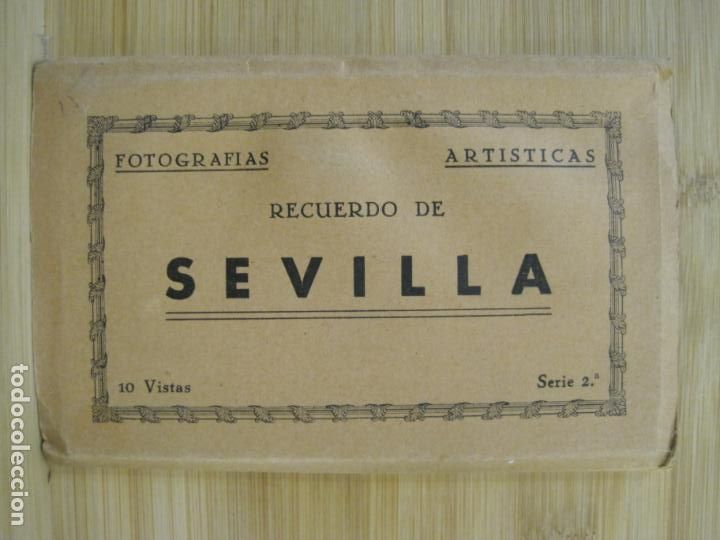 FOTOGRAFIAS ARTISTICAS
RECUERDO DE
SEVILLA
10 Vistas Serie 2.ª
todocoleccion